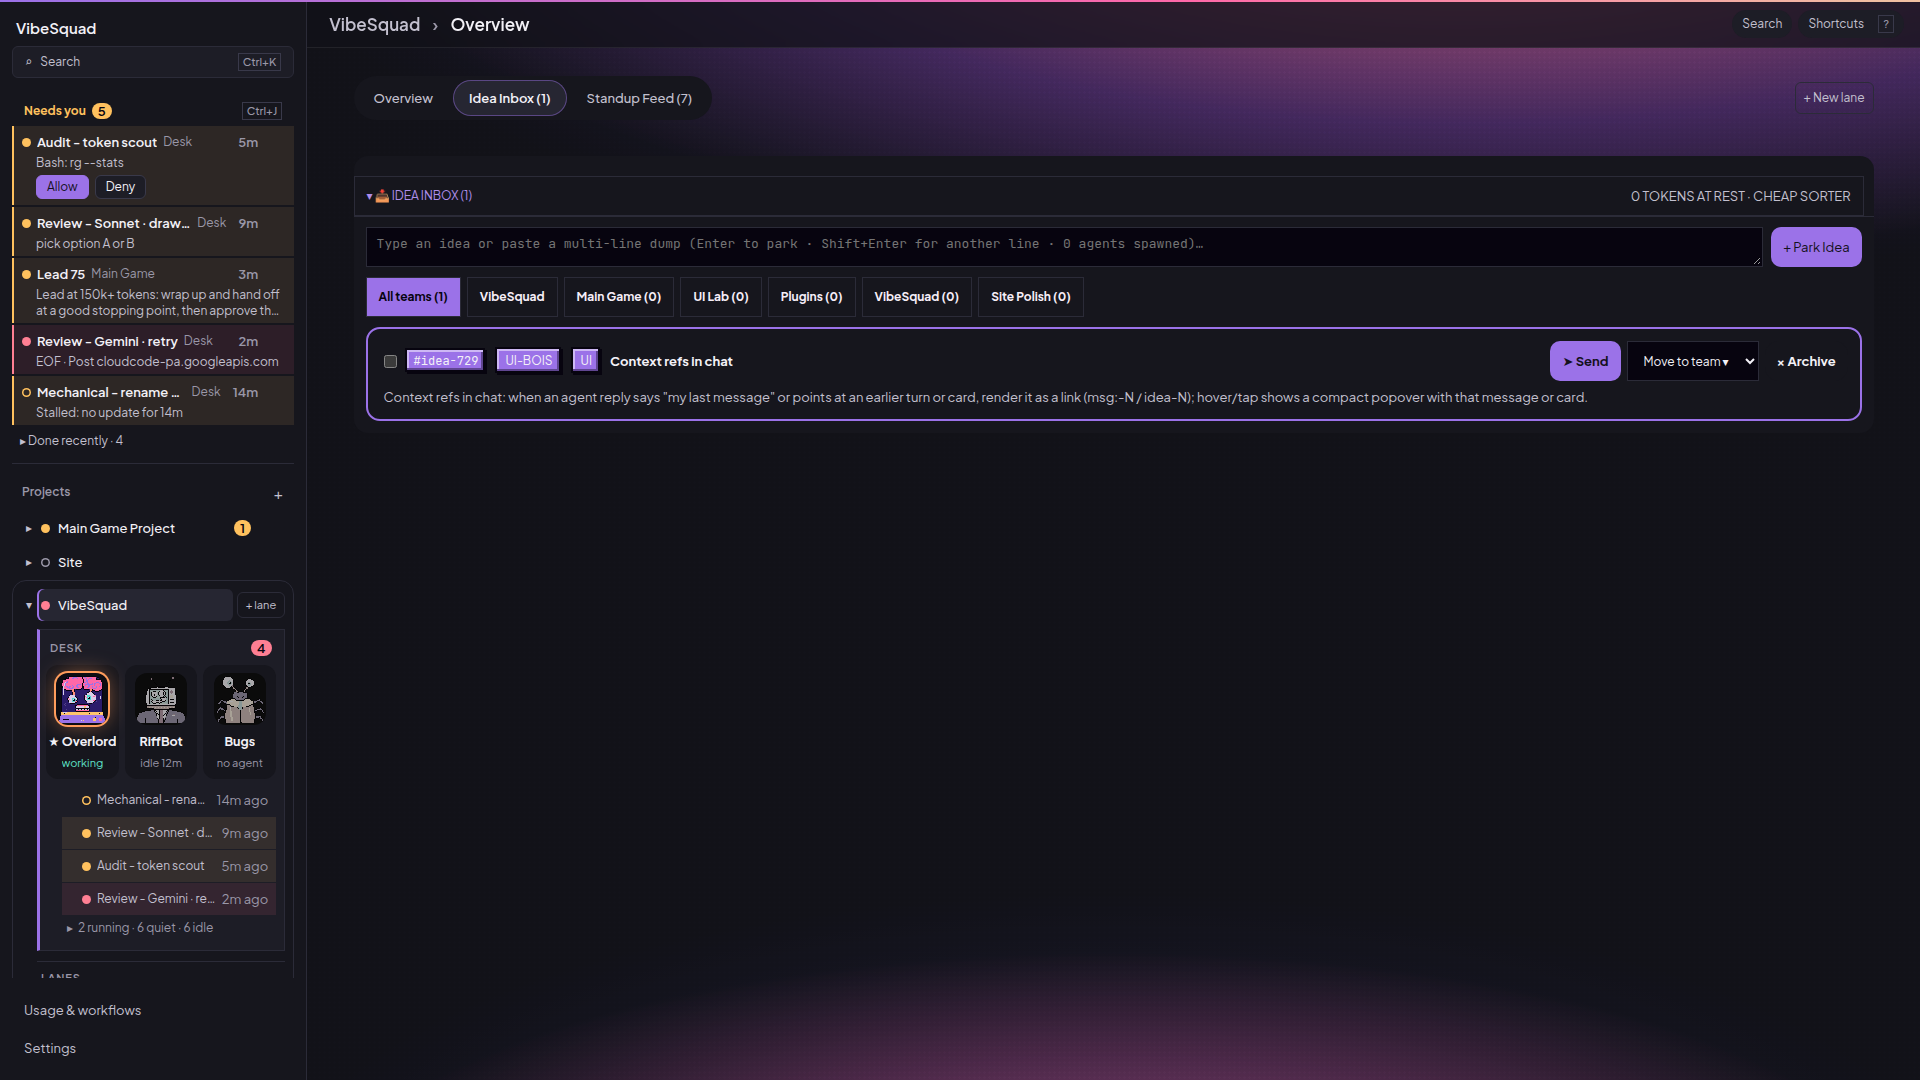 VibeSquad
⌕ Search Ctrl+K
Needs you 5 Ctrl+J
Audit – token scout Desk 5m
Bash: rg --stats
Allow Deny
Review – Sonnet · draw... Desk 9m
pick option A or B
Lead 75 Main Game 3m
Lead at 150k+ tokens: wrap up and hand off
at a good stopping point, then approve th...
Review – Gemini · retry Desk 2m
EOF · Post cloudcode-pa.googleapis.com
Mechanical – rename ... Desk 14m
Stalled: no update for 14m
▸ Done recently · 4
Projects +
▸ Main Game Project 1
▸ Site
▾ VibeSquad + lane
DESK 4
★ Overlord RiffBot Bugs
working idle 12m no agent
Mechanical – rena... 14m ago
Review – Sonnet · d... 9m ago
Audit – token scout 5m ago
Review – Gemini · re... 2m ago
▸ 2 running · 6 quiet · 6 idle
LANES
Usage & workflows
Settings
VibeSquad › Overview Search Shortcuts ?
Overview Idea Inbox (1) Standup Feed (7) + New lane
▾ 📥 IDEA INBOX (1) 0 TOKENS AT REST · CHEAP SORTER
Type an idea or paste a multi-line dump (Enter to park · Shift+Enter for another line · 0 agents spawned)…
+ Park Idea
All teams (1) VibeSquad Main Game (0) UI Lab (0) Plugins (0) VibeSquad (0) Site Polish (0)
#idea-729 UI-BOIS UI Context refs in chat ➤ Send Move to team ▾ × Archive
Context refs in chat: when an agent reply says "my last message" or points at an earlier turn or card, render it as a link (msg:-N / idea-N); hover/tap shows a compact popover with that message or card.